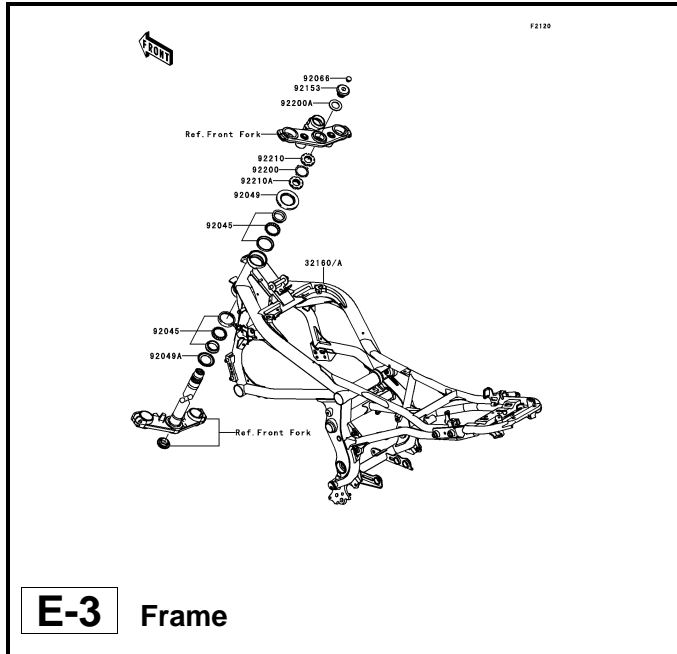 F2120
FRONT
92066
92153
92200A
Ref.Front Fork
92210
92200
92210A
92049
92045
32160/A
92045
92049A
Ref.Front Fork
E-3 Frame